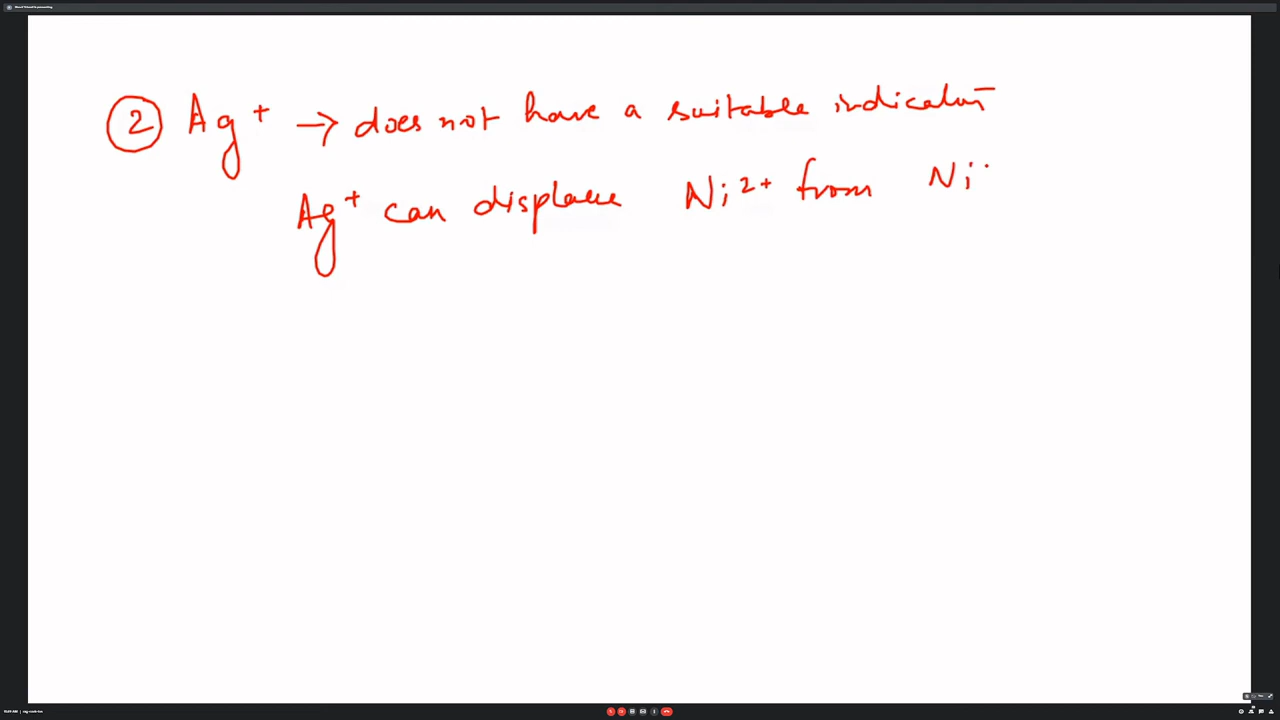 ② Ag⁺ → does not have a suitable indicator
Ag⁺ can displace Ni²⁺ from Ni